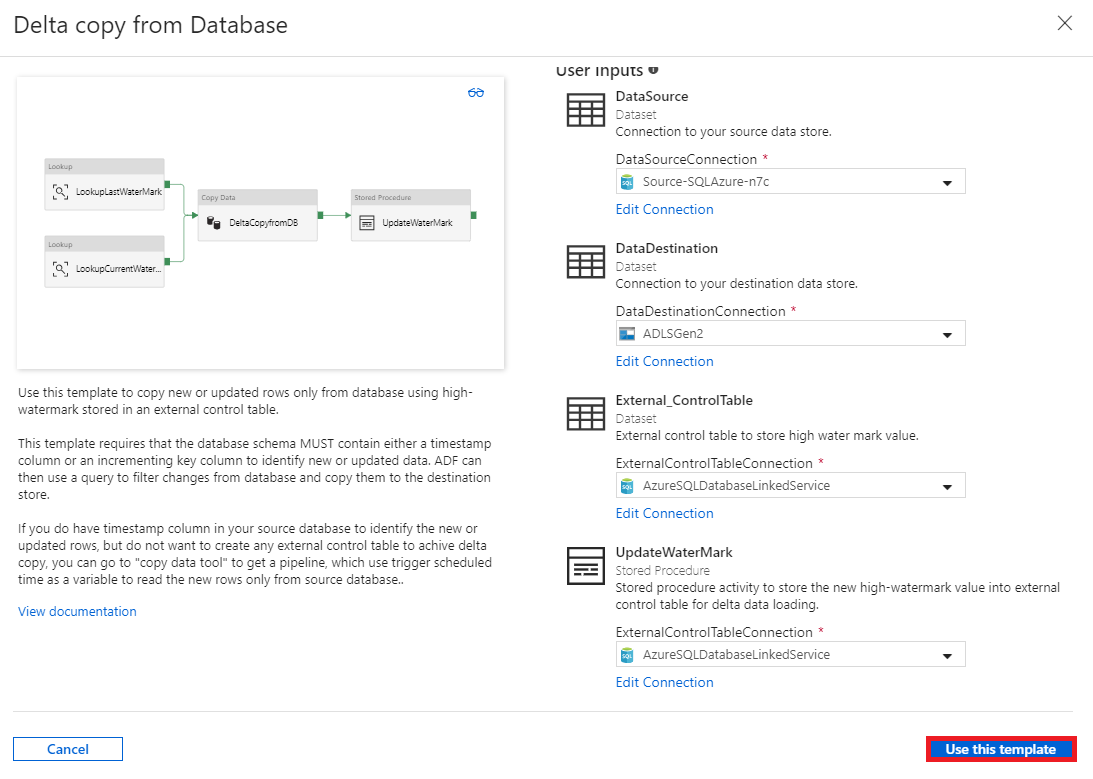 Delta copy from Database
Lookup
LookupLastWaterMark
Lookup
LookupCurrentWater...
Copy Data
DeltaCopyfromDB
Stored Procedure
UpdateWaterMark
Use this template to copy new or updated rows only from database using high-
watermark stored in an external control table.
This template requires that the database schema MUST contain either a timestamp
column or an incrementing key column to identify new or updated data. ADF can
then use a query to filter changes from database and copy them to the destination
store.
If you do have timestamp column in your source database to identify the new or
updated rows, but do not want to create any external control table to achive delta
copy, you can go to "copy data tool" to get a pipeline, which use trigger scheduled
time as a variable to read the new rows only from source database..
View documentation
User Inputs
DataSource
Dataset
Connection to your source data store.
DataSourceConnection *
SQL Source-SQLAzure-n7c
Edit Connection
DataDestination
Dataset
Connection to your destination data store.
DataDestinationConnection *
ADLSGen2
Edit Connection
External_ControlTable
Dataset
External control table to store high water mark value.
ExternalControlTableConnection *
SQL AzureSQLDatabaseLinkedService
Edit Connection
UpdateWaterMark
Stored Procedure
Stored procedure activity to store the new high-watermark value into external
control table for delta data loading.
ExternalControlTableConnection *
SQL AzureSQLDatabaseLinkedService
Edit Connection
Cancel
Use this template